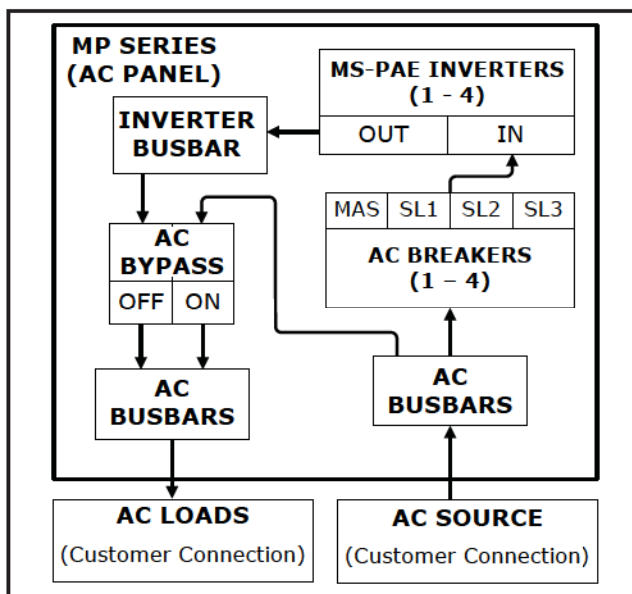 MP SERIES
(AC PANEL)
MS-PAE INVERTERS
(1 - 4)
OUT
IN
INVERTER
BUSBAR
MAS
SL1
SL2
SL3
AC BREAKERS
(1 – 4)
AC
BYPASS
OFF
ON
AC
BUSBARS
AC
BUSBARS
AC LOADS
(Customer Connection)
AC SOURCE
(Customer Connection)